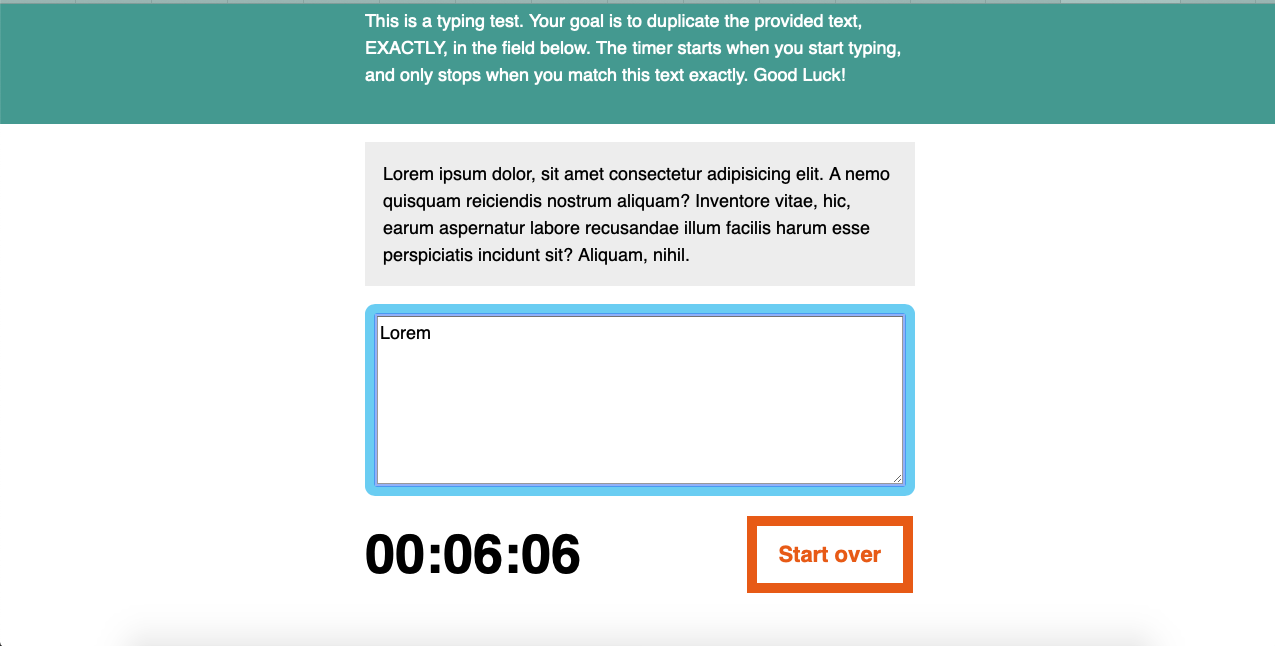 This is a typing test. Your goal is to duplicate the provided text,
EXACTLY, in the field below. The timer starts when you start typing,
and only stops when you match this text exactly. Good Luck!
Lorem ipsum dolor, sit amet consectetur adipisicing elit. A nemo
quisquam reiciendis nostrum aliquam? Inventore vitae, hic,
earum aspernatur labore recusandae illum facilis harum esse
perspiciatis incidunt sit? Aliquam, nihil.
Lorem
00:06:06
Start over